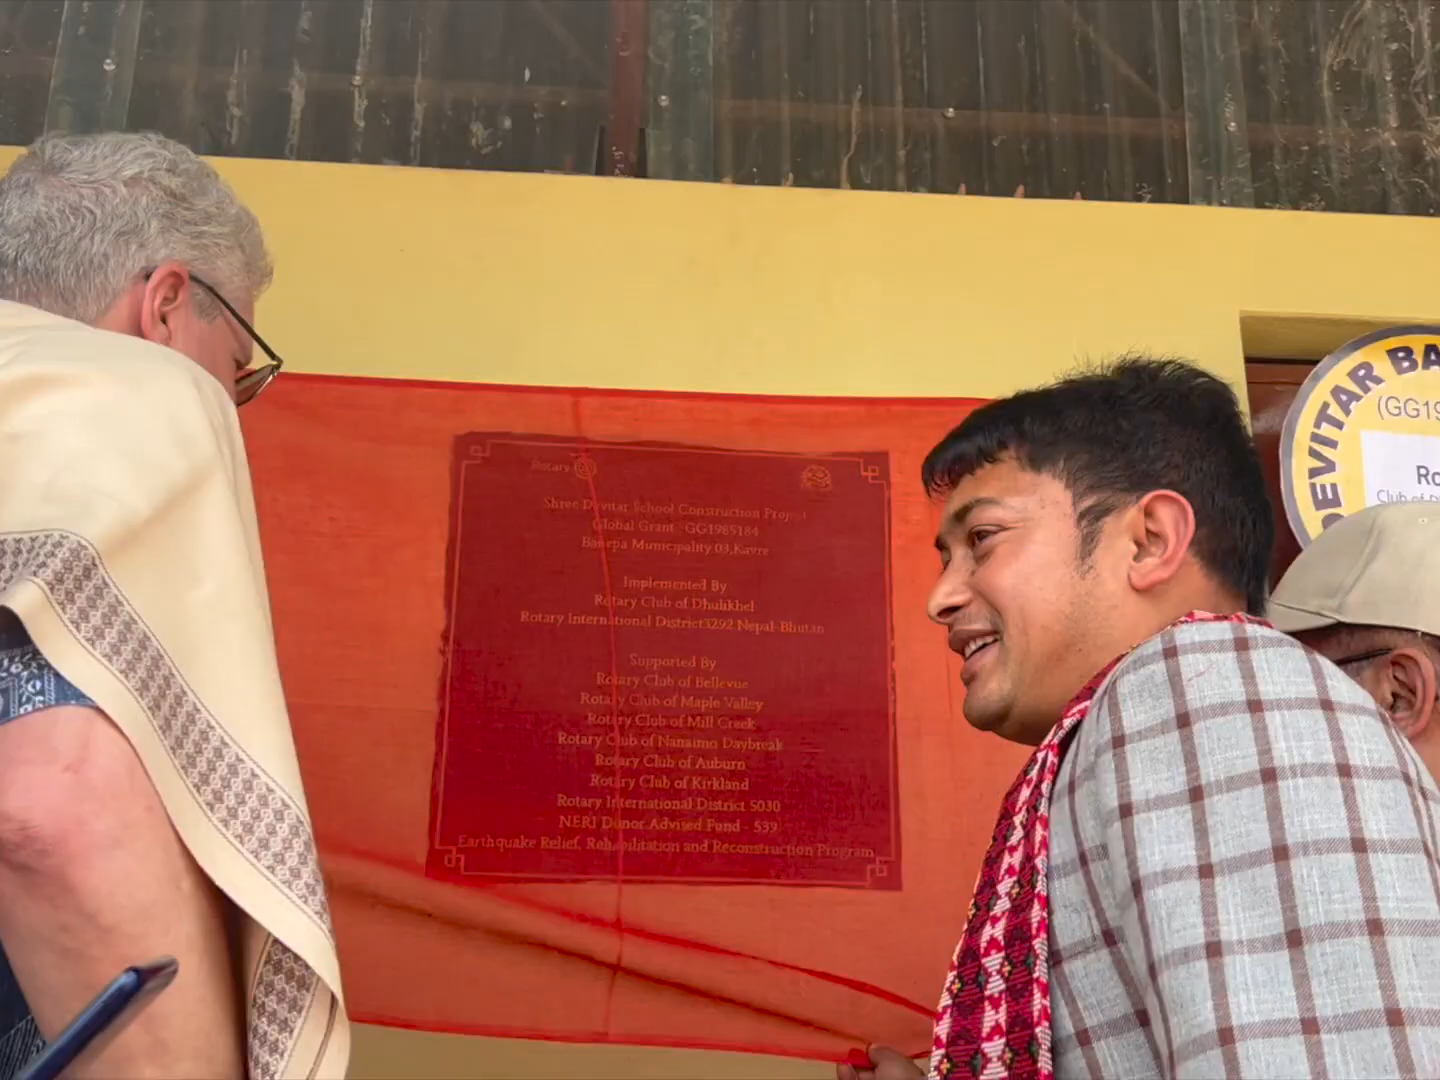 Rotary
Shree Devitar School Construction Project
Global Grant - GG1985184
Banepa Municipality 03,Kavre
Implemented By
Rotary Club of Dhulikhel
Rotary International District3292 Nepal-Bhutan
Supported By
Rotary Club of Bellevue
Rotary Club of Maple Valley
Rotary Club of Mill Creek
Rotary Club of Nanaimo Daybreak
Rotary Club of Auburn
Rotary Club of Kirkland
Rotary International District 5030
NERI Donor Advised Fund - 539
Earthquake Relief, Rehabilitation and Reconstruction Program
DEVITAR BA
(GG19
Ro
Club of D